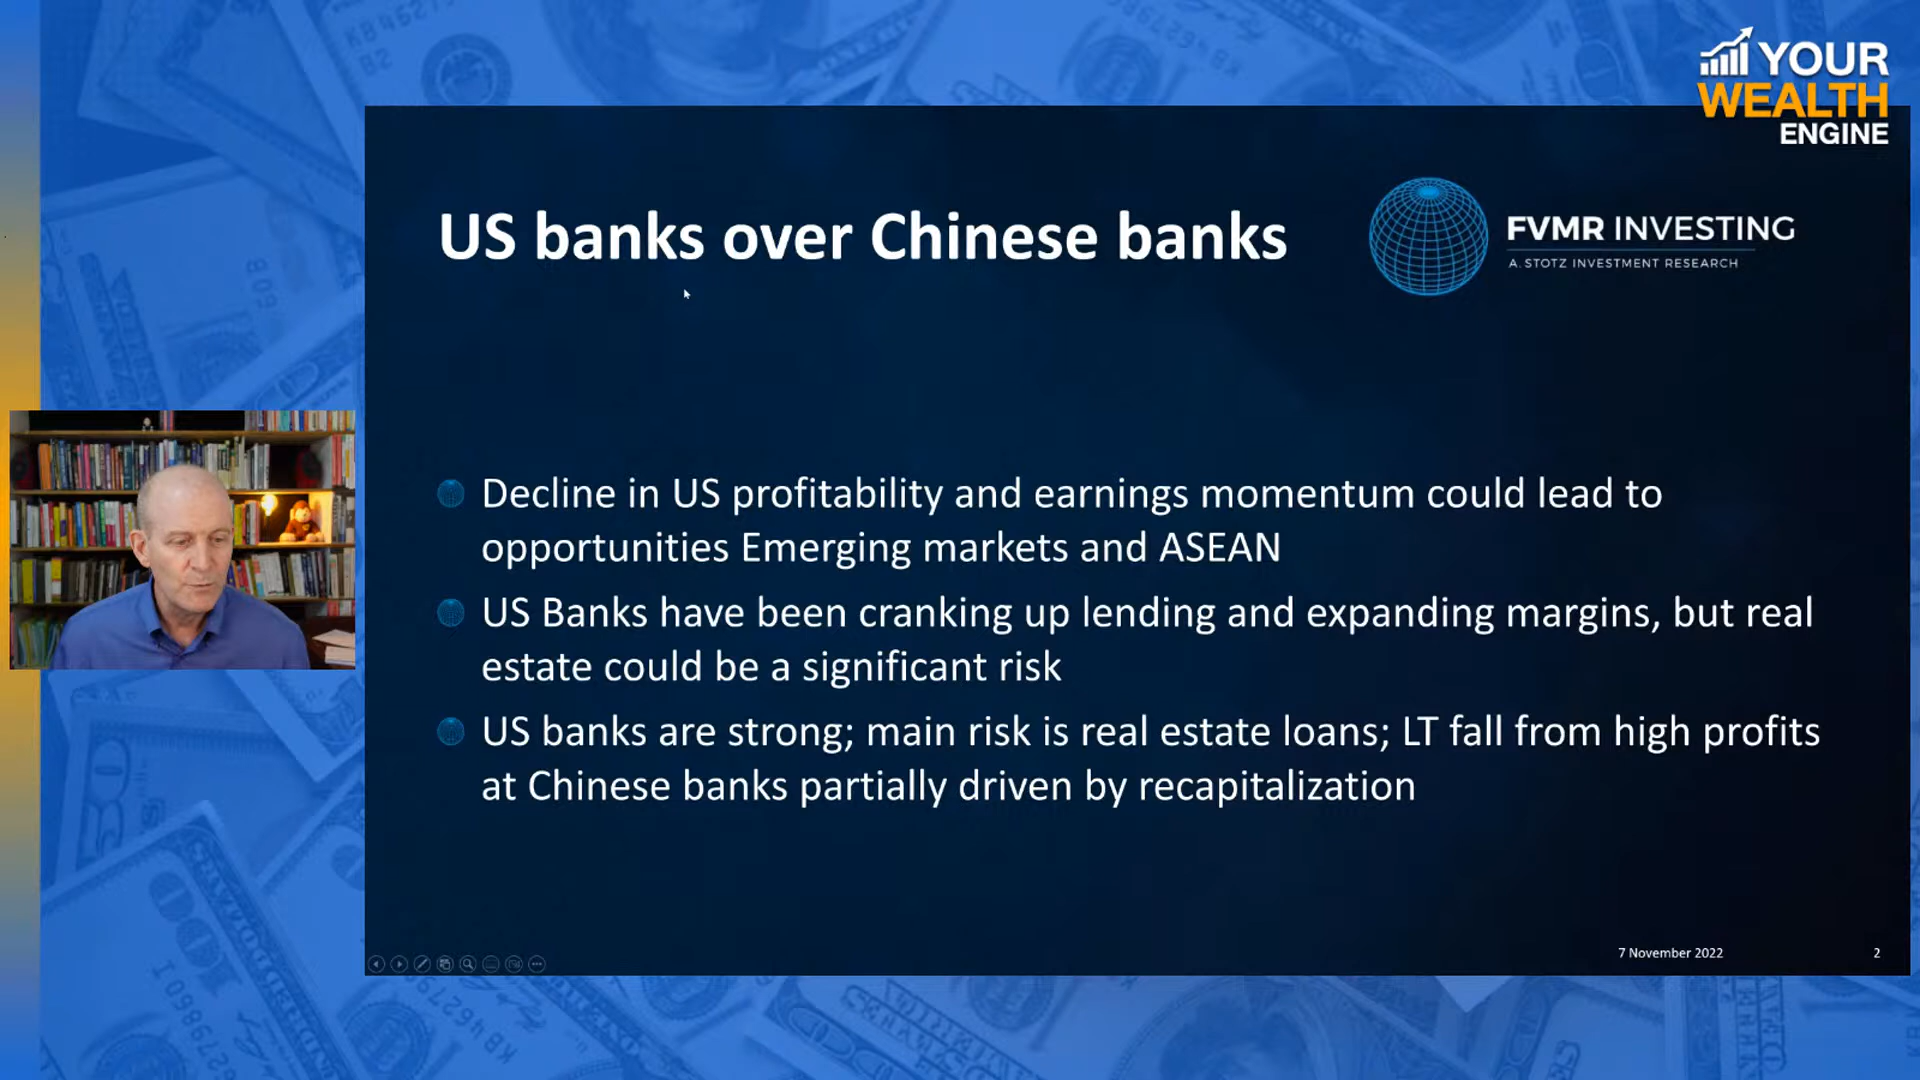 YOUR
WEALTH
ENGINE
US banks over Chinese banks
FVMR INVESTING
A. STOTZ INVESTMENT RESEARCH
Decline in US profitability and earnings momentum could lead to
opportunities Emerging markets and ASEAN
US Banks have been cranking up lending and expanding margins, but real
estate could be a significant risk
US banks are strong; main risk is real estate loans; LT fall from high profits
at Chinese banks partially driven by recapitalization
7 November 2022
2